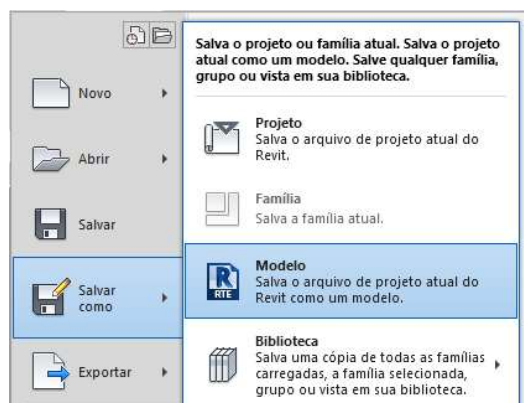 Salva o projeto ou família atual. Salva o projeto
atual como um modelo. Salve qualquer família,
grupo ou vista em sua biblioteca.
Novo
Abrir
Salvar
Salvar
como
Exportar
Projeto
Salva o arquivo de projeto atual do
Revit.
Família
Salva a família atual.
R
RTE
Modelo
Salva o arquivo de projeto atual do
Revit como um modelo.
Biblioteca
Salva uma cópia de todas as famílias
carregadas, a família selecionada,
grupo ou vista em sua biblioteca.